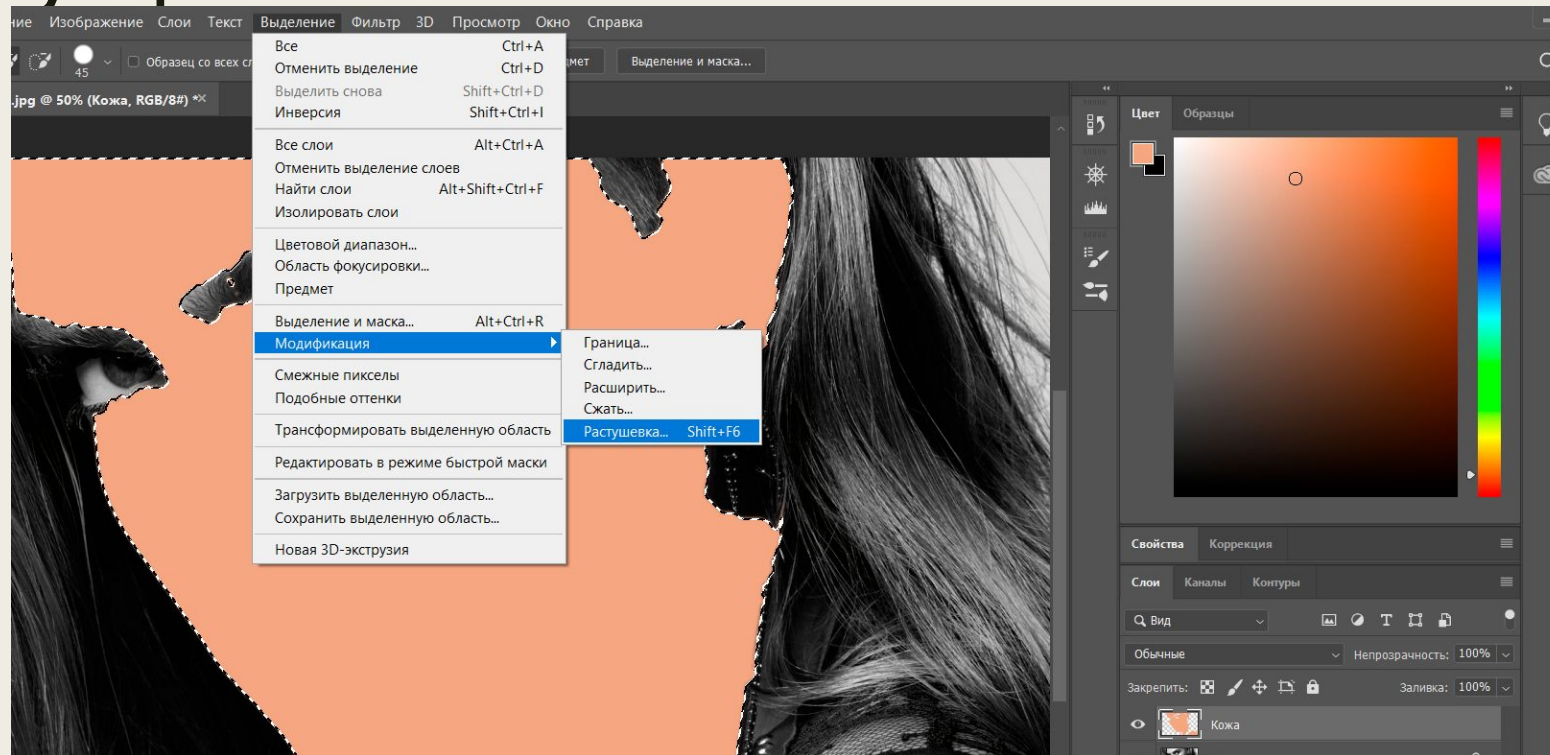 ние Изображение Слои Текст Выделение Фильтр 3D Просмотр Окно Справка
45 Образец со всех сл мет Выделение и маска...
.jpg @ 50% (Кожа, RGB/8#) *
Все Ctrl+A
Отменить выделение Ctrl+D
Выделить снова Shift+Ctrl+D
Инверсия Shift+Ctrl+I
Все слои Alt+Ctrl+A
Отменить выделение слоев
Найти слои Alt+Shift+Ctrl+F
Изолировать слои
Цветовой диапазон...
Область фокусировки...
Предмет
Выделение и маска... Alt+Ctrl+R
Модификация
Смежные пикселы
Подобные оттенки
Трансформировать выделенную область
Редактировать в режиме быстрой маски
Загрузить выделенную область...
Сохранить выделенную область...
Новая 3D-экструзия
Граница...
Сгладить...
Расширить...
Сжать...
Растушевка... Shift+F6
Цвет Образцы
Свойства Коррекция
Слои Каналы Контуры
Вид
Обычные Непрозрачность: 100%
Закрепить: Заливка: 100%
Кожа